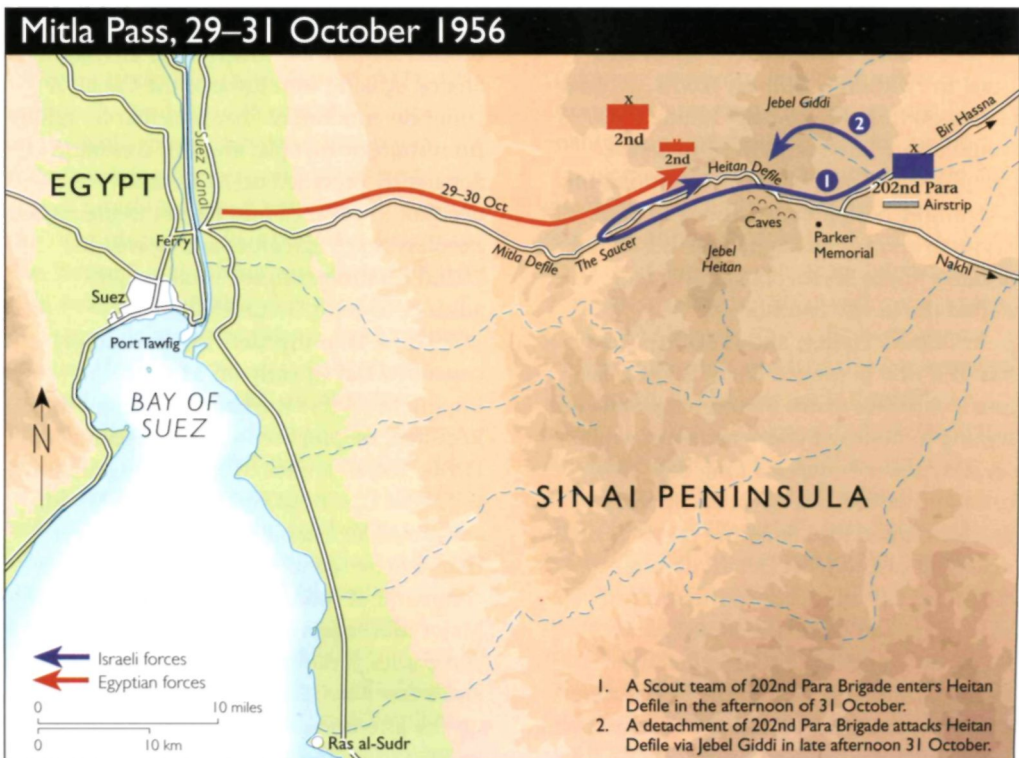 Mitla Pass, 29–31 October 1956
Jebel Giddi
2
Bir Hassna
X
2nd
2nd
X
202nd Para
Airstrip
Suez Canal
EGYPT
Heitan Defile
1
29–30 Oct
Ferry
Mitla Defile
The Saucer
Caves
Parker
Memorial
Jebel
Heitan
Nakhl
Suez
Port Tawfig
BAY OF
SUEZ
N
SINAI PENINSULA
Israeli forces
Egyptian forces
0 10 miles
0 10 km
Ras al-Sudr
1. A Scout team of 202nd Para Brigade enters Heitan
Defile in the afternoon of 31 October.
2. A detachment of 202nd Para Brigade attacks Heitan
Defile via Jebel Giddi in late afternoon 31 October.